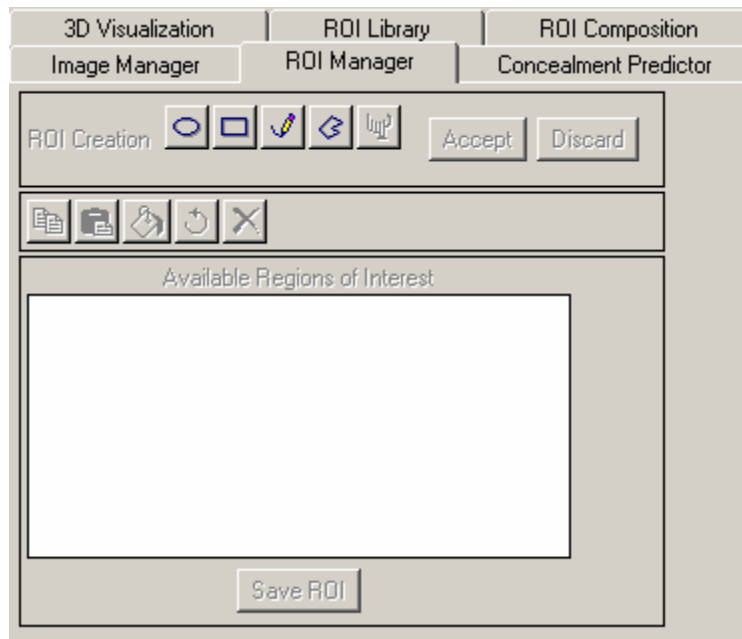 3D Visualization ROI Library ROI Composition
Image Manager ROI Manager Concealment Predictor
ROI Creation Accept Discard
Available Regions of Interest
Save ROI